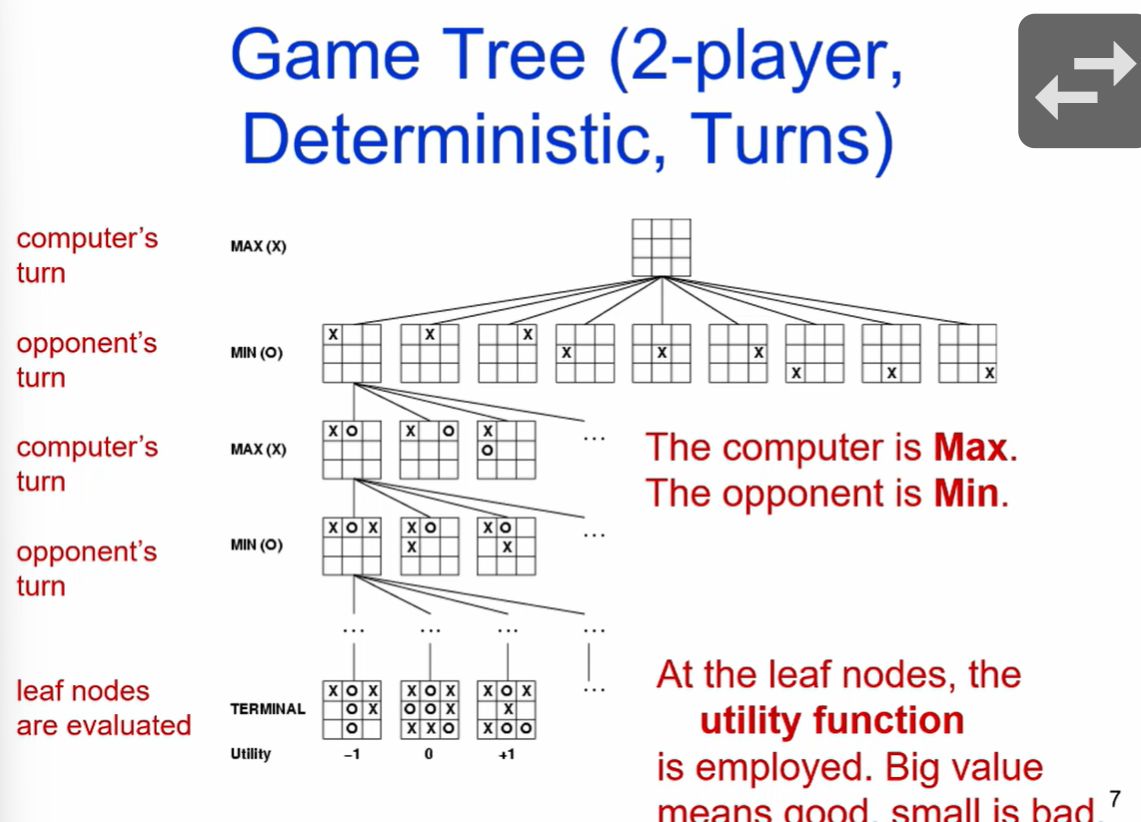 Game Tree (2-player,
Deterministic, Turns)
computer's
turn
MAX (X)
opponent's
turn
MIN (O)
X X X
X X X
X X X
computer's
turn
MAX (X)
X O
X O
X
O
...
The computer is Max.
The opponent is Min.
opponent's
turn
MIN (O)
X O X
X O
X
X O
X
...
... ... ... ...
leaf nodes
are evaluated
TERMINAL
X O X
O X
O
X O X
O O X
X X O
X O X
X
X O O
...
Utility
–1 0 +1
At the leaf nodes, the
utility function
is employed. Big value
means good, small is bad.
7